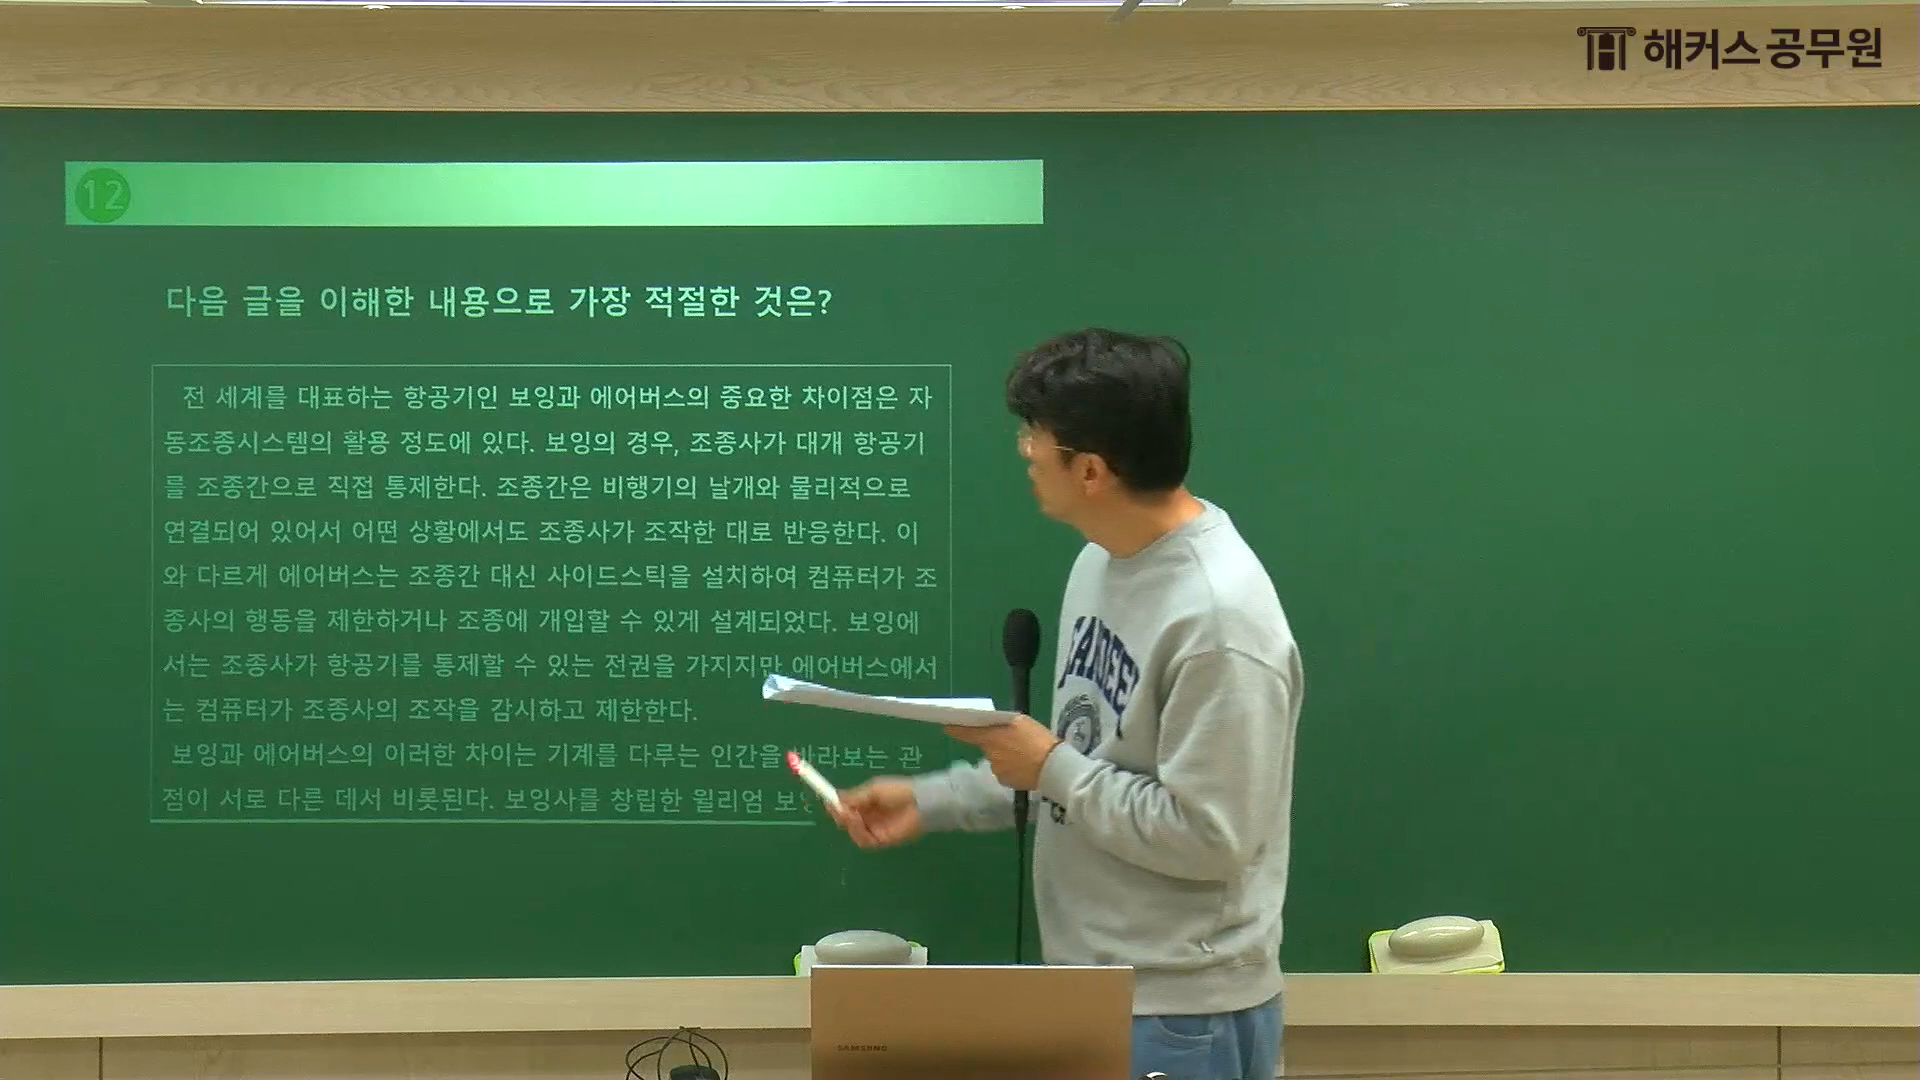 해커스공무원
12
다음 글을 이해한 내용으로 가장 적절한 것은?
전 세계를 대표하는 항공기인 보잉과 에어버스의 중요한 차이점은 자
동조종시스템의 활용 정도에 있다. 보잉의 경우, 조종사가 대개 항공기
를 조종간으로 직접 통제한다. 조종간은 비행기의 날개와 물리적으로
연결되어 있어서 어떤 상황에서도 조종사가 조작한 대로 반응한다. 이
와 다르게 에어버스는 조종간 대신 사이드스틱을 설치하여 컴퓨터가 조
종사의 행동을 제한하거나 조종에 개입할 수 있게 설계되었다. 보잉에
서는 조종사가 항공기를 통제할 수 있는 전권을 가지지만 에어버스에서
는 컴퓨터가 조종사의 조작을 감시하고 제한한다.
보잉과 에어버스의 이러한 차이는 기계를 다루는 인간을 바라보는 관
점이 서로 다른 데서 비롯된다. 보잉사를 창립한 윌리엄
SAMSUNG